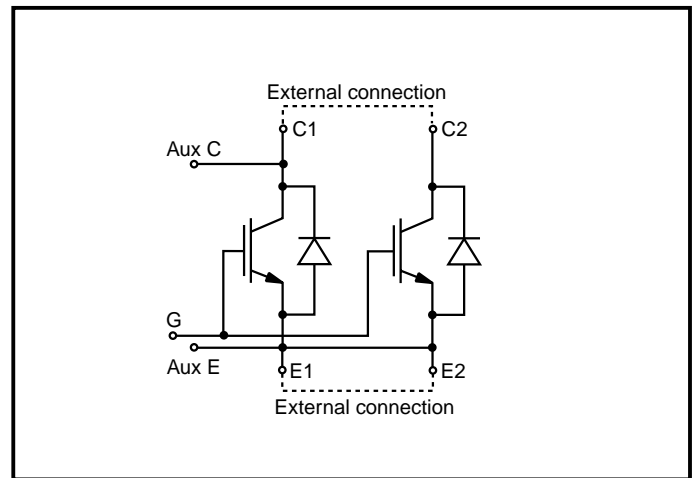 External connection
C1
C2
Aux C
G
Aux E
E1
E2
External connection